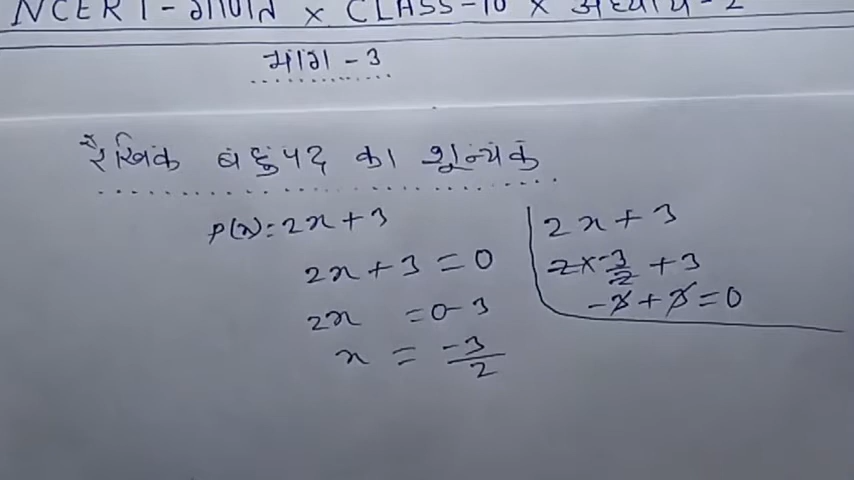 NCERT-गणित × CLASS-10 × अध्याय-2
भाग-3
रैखिक बहुपद का शून्यक
p(x)=2x+3
2x+3=0
2x =0-3
x = -3/2
2x+3
2×-3/2+3
-3+3=0